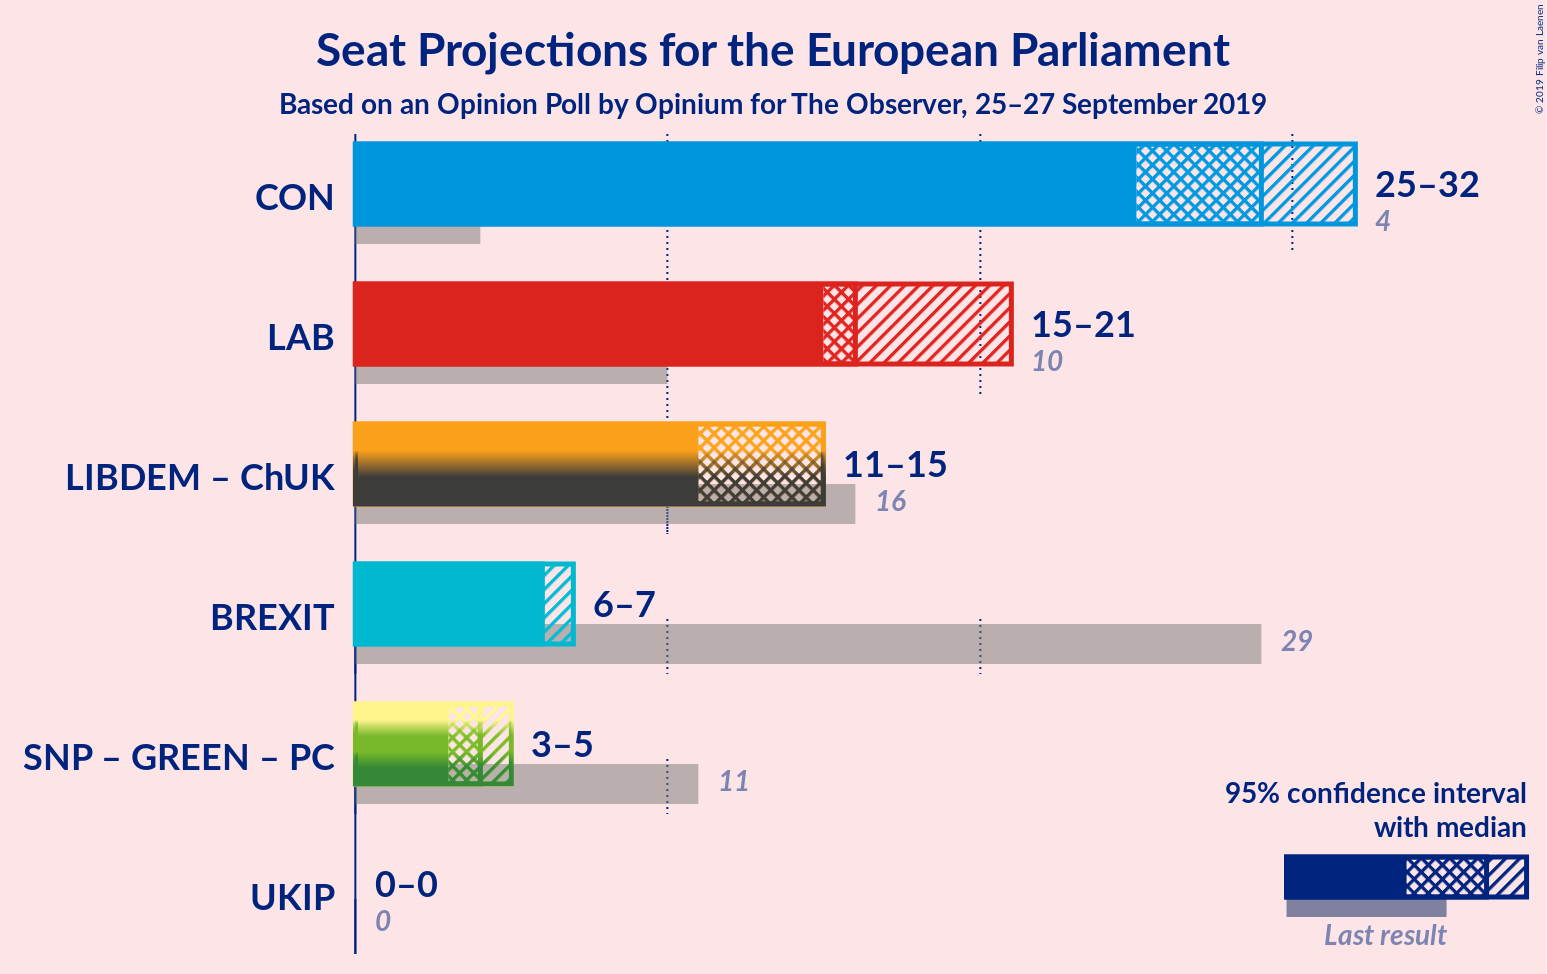 Seat Projections for the European Parliament
Based on an Opinion Poll by Opinium for The Observer, 25–27 September 2019
© 2019 Filip van Laenen
CON
25–32
4
LAB
15–21
10
LIBDEM – ChUK
11–15
16
BREXIT
6–7
29
SNP – GREEN – PC
3–5
11
UKIP
0–0
0
95% confidence interval
with median
Last result